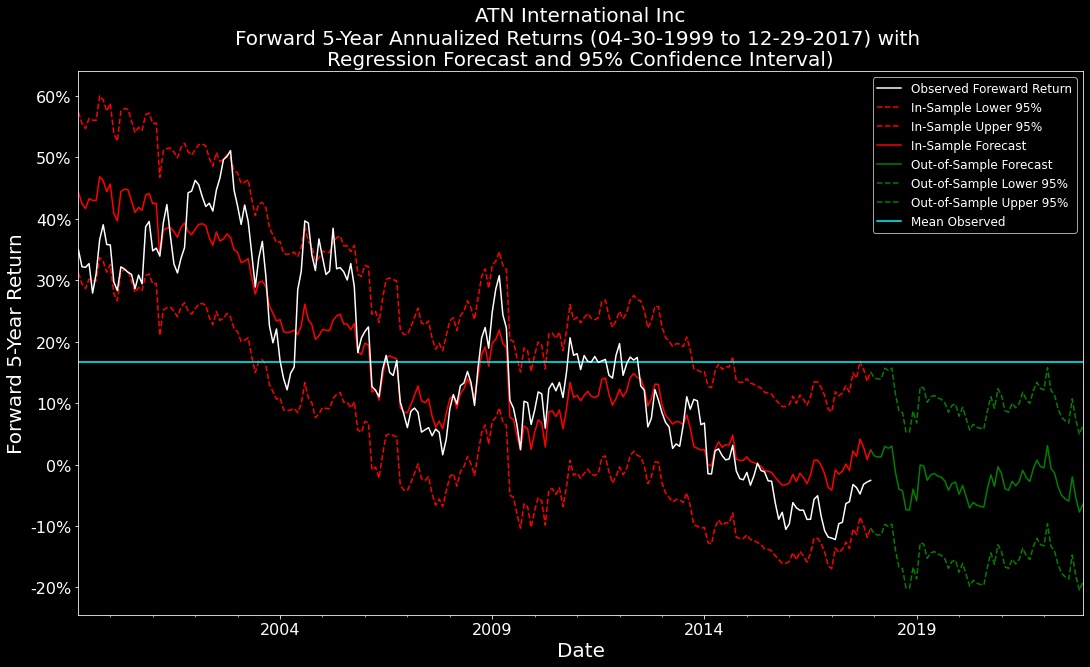 ATN International Inc
Forward 5-Year Annualized Returns (04-30-1999 to 12-29-2017) with
Regression Forecast and 95% Confidence Interval)
Forward 5-Year Return
60%
50%
40%
30%
20%
10%
0%
-10%
-20%
Observed Foreward Return
In-Sample Lower 95%
In-Sample Upper 95%
In-Sample Forecast
Out-of-Sample Forecast
Out-of-Sample Lower 95%
Out-of-Sample Upper 95%
Mean Observed
2004
2009
2014
2019
Date